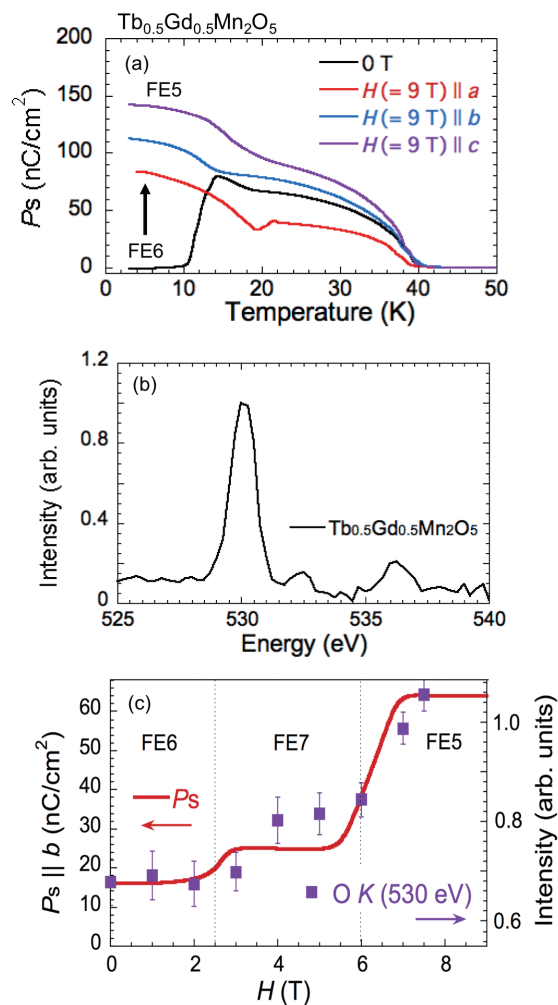 Tb0.5Gd0.5Mn2O5
200
150
100
50
0
Ps (nC/cm²)
(a)
FE5
FE6
0 T
H (= 9 T) || a
H (= 9 T) || b
H (= 9 T) || c
0 10 20 30 40 50
Temperature (K)
1.2
0.8
0.4
0
Intensity (arb. units)
(b)
Tb0.5Gd0.5Mn2O5
525 530 535 540
Energy (eV)
60
50
40
30
20
10
0
Ps || b (nC/cm²)
(c)
FE6
FE7
FE5
Ps
O K (530 eV)
1.0
0.8
0.6
Intensity (arb. units)
0 2 4 6 8
H (T)